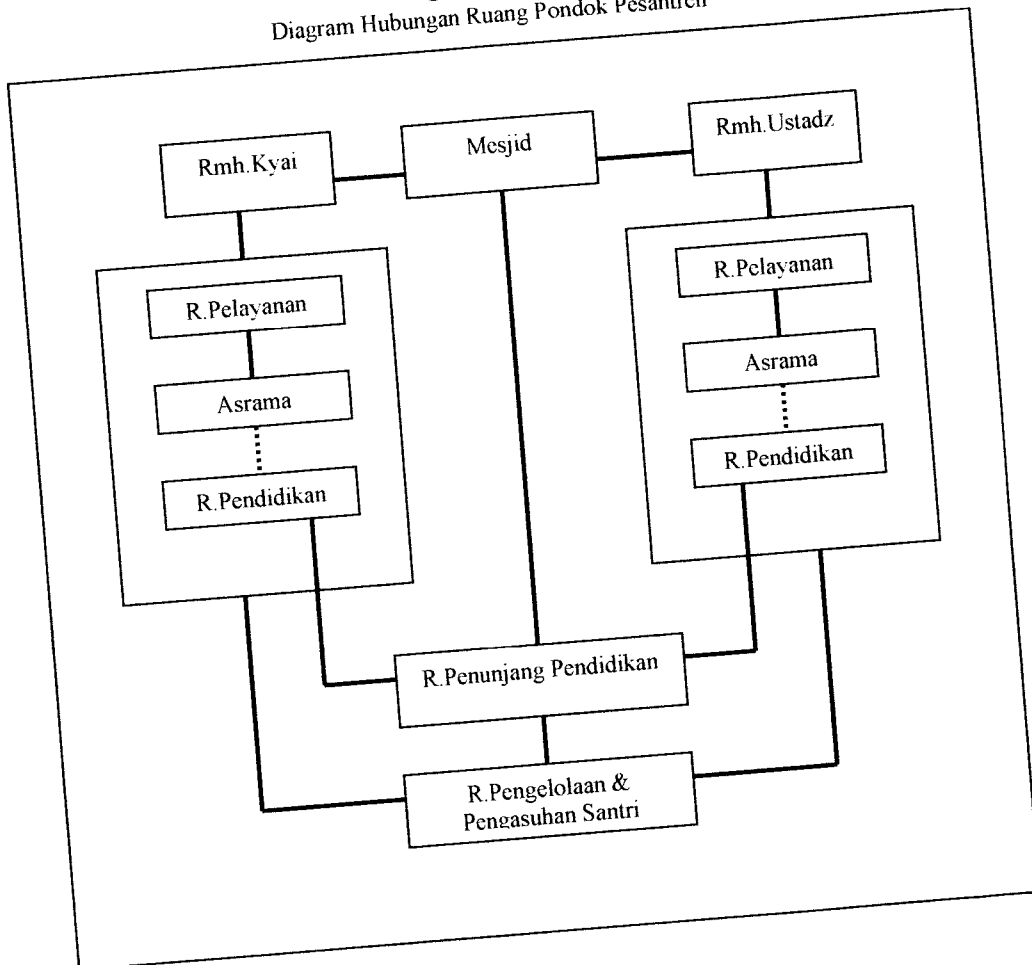 Diagram Hubungan Ruang Pondok Pesantren
Rmh.Kyai
Mesjid
Rmh.Ustadz
R.Pelayanan
Asrama
R.Pendidikan
R.Pelayanan
Asrama
R.Pendidikan
R.Penunjang Pendidikan
R.Pengelolaan &
Pengasuhan Santri